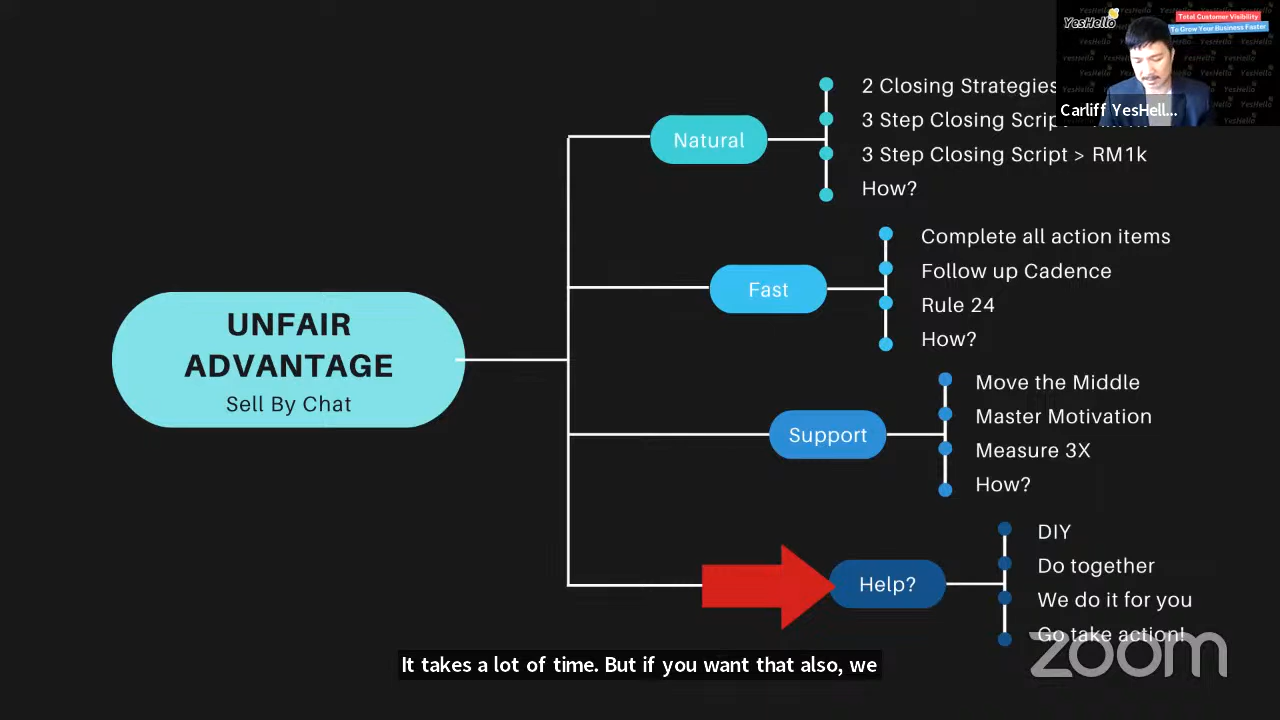 YesHello
Total Customer Visibility
To Grow Your Business Faster
Carliff YesHell...
2 Closing Strategies
3 Step Closing Script
3 Step Closing Script > RM1k
How?
Natural
Complete all action items
Follow up Cadence
Rule 24
How?
Fast
UNFAIR
ADVANTAGE
Sell By Chat
Move the Middle
Master Motivation
Measure 3X
How?
Support
DIY
Do together
We do it for you
Go take action!
Help?
zoom
It takes a lot of time. But if you want that also, we